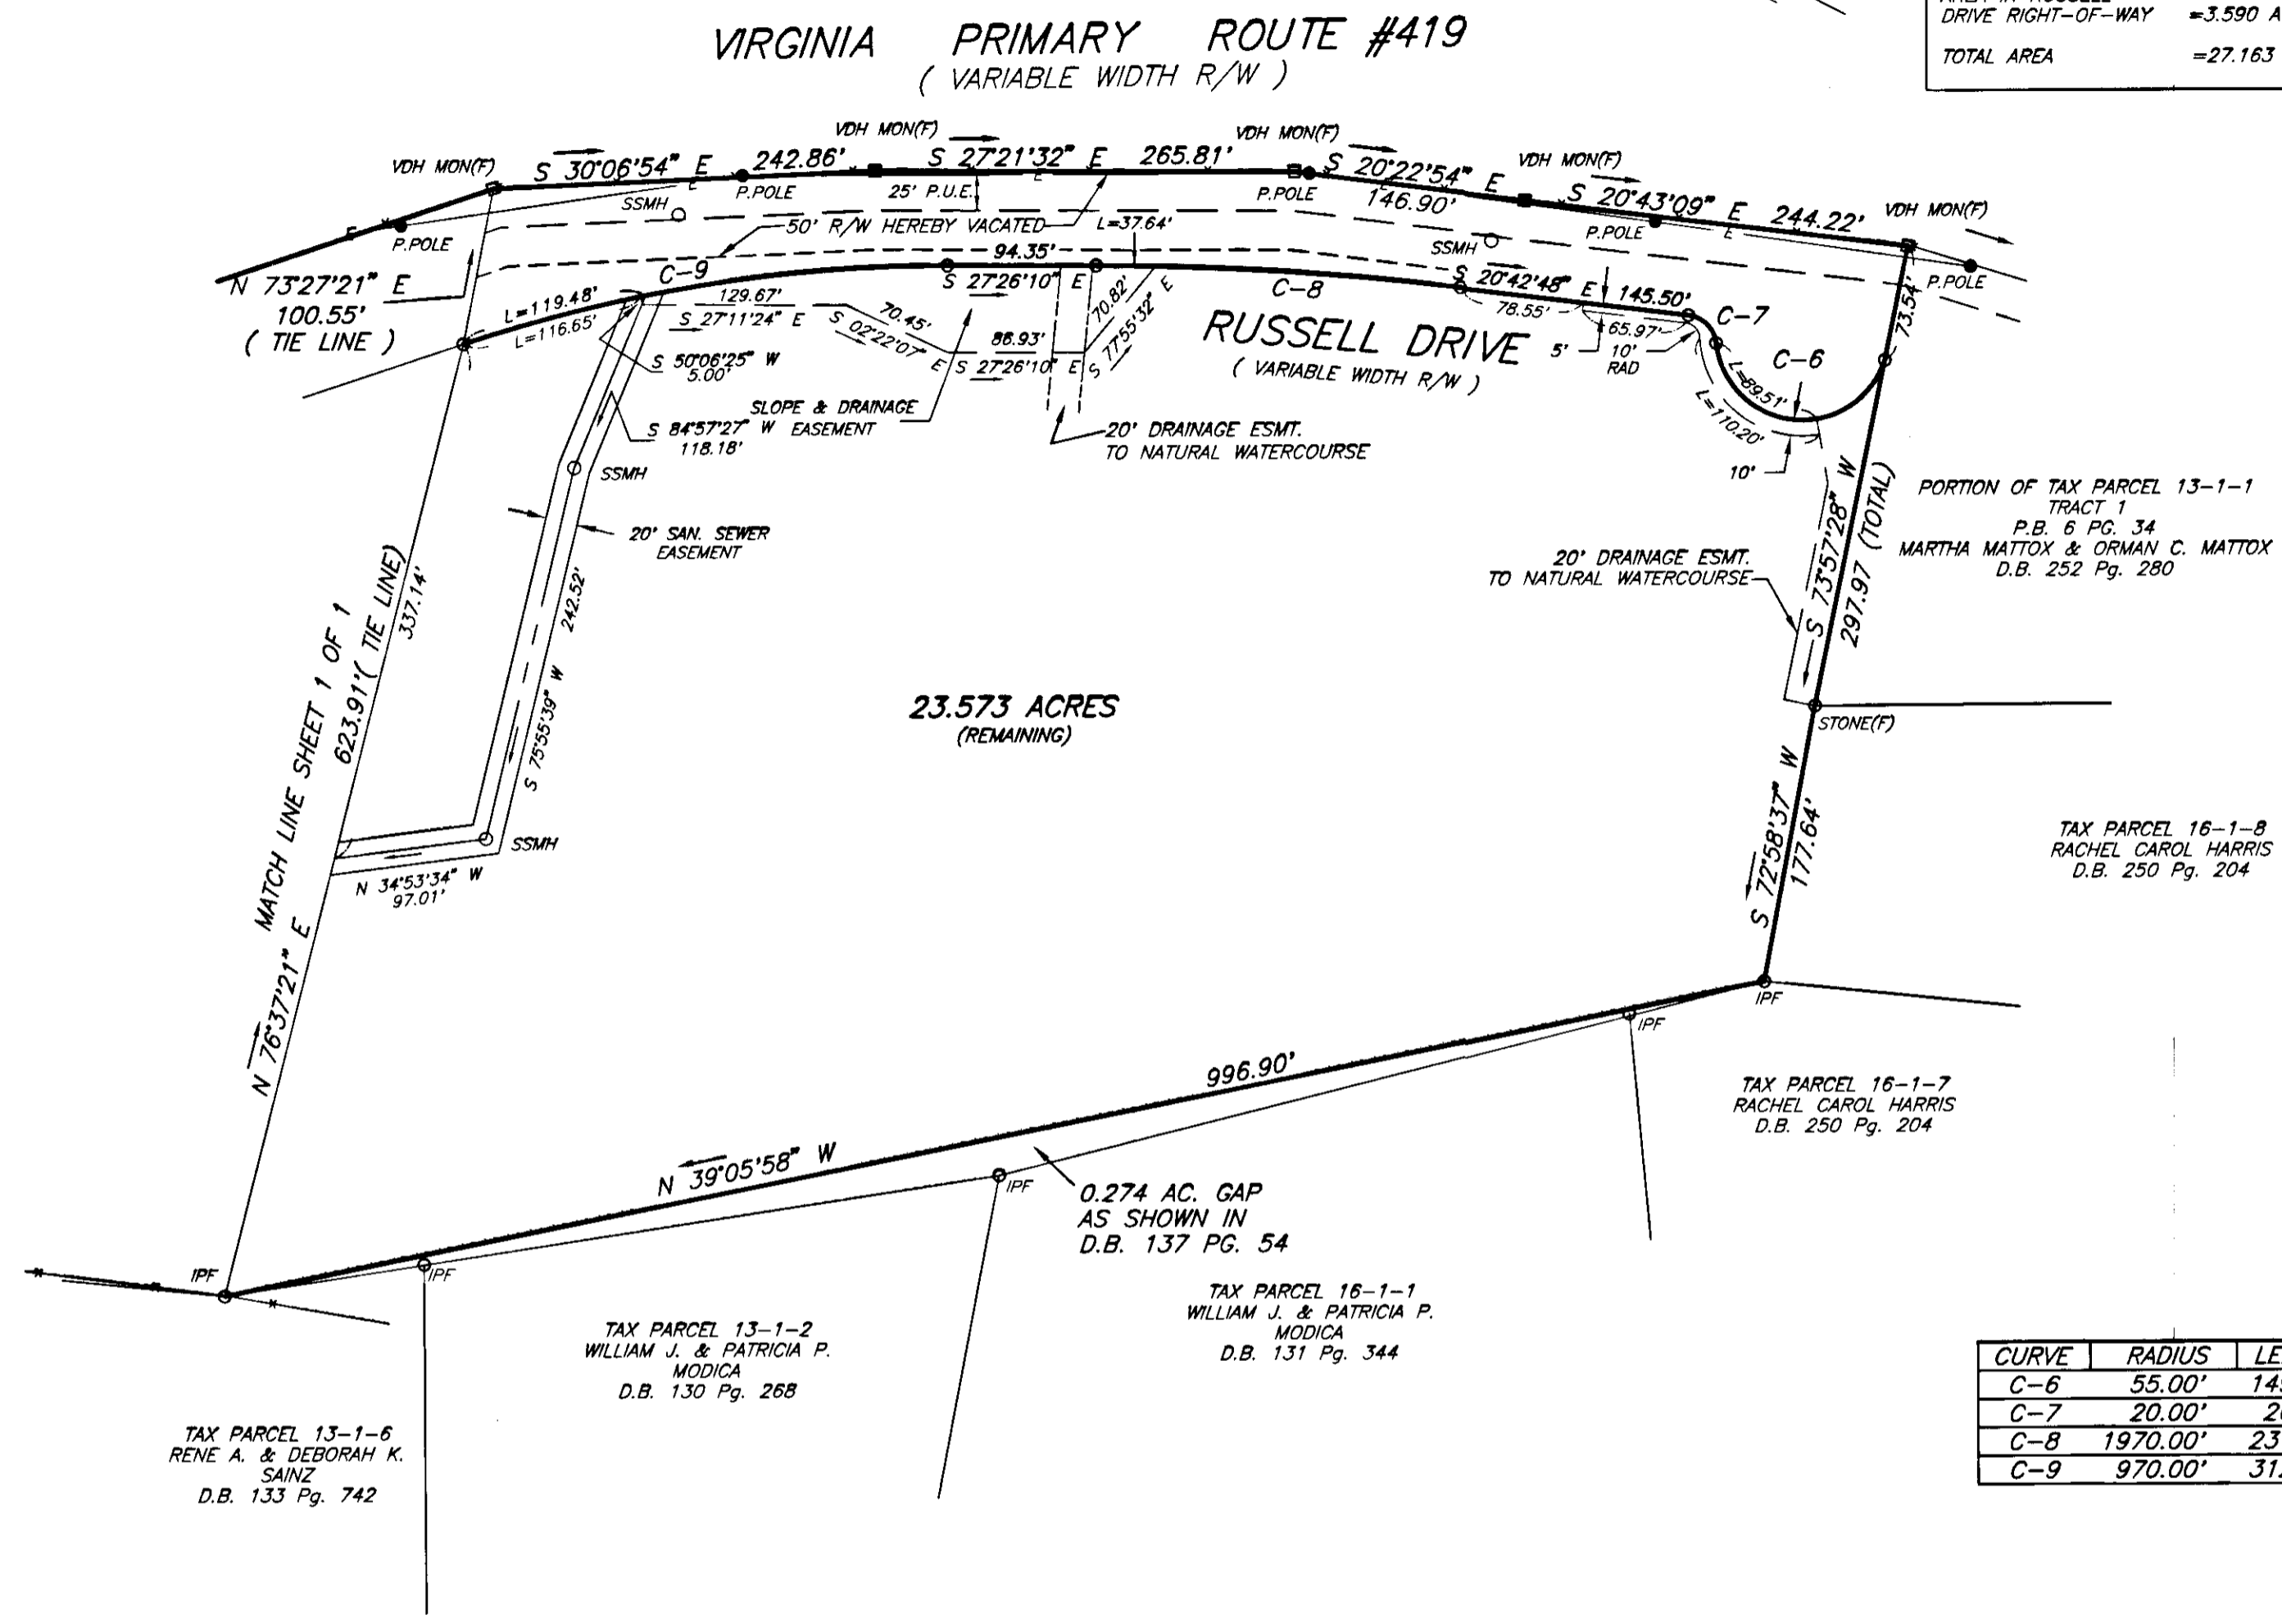 VIRGINIA PRIMARY ROUTE #419
( VARIABLE WIDTH R/W )
DRIVE RIGHT-OF-WAY =3.590 A
TOTAL AREA =27.163
VDH MON(F)
VDH MON(F)
VDH MON(F)
VDH MON(F)
VDH MON(F)
S 30°06'54" E 242.86'
S 27°21'32" E 265.81'
S 20°22'54" E
146.90'
S 20°43'09" E 244.22'
P.POLE
P.POLE
P.POLE
P.POLE
P.POLE
E
E
E
E
E
E
SSMH
25' P.U.E.
50' R/W HEREBY VACATED
L=37.64'
SSMH
N 73°27'21" E
100.55'
( TIE LINE )
C-9
94.35'
S 27°26'10" E
C-8
S 20°42'48" E 145.50'
C-7
C-6
73.54'
L=119.48'
L=116.65'
129.67'
S 27°11'24" E
70.45'
S 02°22'07" E
86.93'
S 27°26'10" E
70.82'
S 77°55'32" E
78.55'
65.97'
5'
10'
RAD
L=89.51'
L=110.20'
10'
RUSSELL DRIVE
( VARIABLE WIDTH R/W )
S 50°06'25" W
5.00'
SLOPE & DRAINAGE
EASEMENT
S 84°57'27" W
118.18'
20' DRAINAGE ESMT.
TO NATURAL WATERCOURSE
SSMH
20' SAN. SEWER
EASEMENT
242.52'
S 75°55'39" W
SSMH
N 34°53'34" W
97.01'
MATCH LINE SHEET 1 OF 1
623.91'( TIE LINE)
337.14'
N 76°37'21" E
23.573 ACRES
(REMAINING)
20' DRAINAGE ESMT.
TO NATURAL WATERCOURSE
S 73°57'28" W
297.97 (TOTAL)
PORTION OF TAX PARCEL 13-1-1
TRACT 1
P.B. 6 PG. 34
MARTHA MATTOX & ORMAN C. MATTOX
D.B. 252 Pg. 280
STONE(F)
S 72°58'37" W
177.64'
TAX PARCEL 16-1-8
RACHEL CAROL HARRIS
D.B. 250 Pg. 204
IPF
IPF
996.90'
N 39°05'58" W
IPF
IPF
IPF
TAX PARCEL 16-1-7
RACHEL CAROL HARRIS
D.B. 250 Pg. 204
0.274 AC. GAP
AS SHOWN IN
D.B. 137 PG. 54
TAX PARCEL 16-1-1
WILLIAM J. & PATRICIA P.
MODICA
D.B. 131 Pg. 344
TAX PARCEL 13-1-2
WILLIAM J. & PATRICIA P.
MODICA
D.B. 130 Pg. 268
TAX PARCEL 13-1-6
RENE A. & DEBORAH K.
SAINZ
D.B. 133 Pg. 742
CURVE RADIUS
C-6 55.00'
C-7 20.00'
C-8 1970.00'
C-9 970.00'